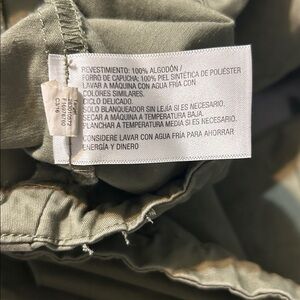 REVESTIMIENTO: 100% ALGODÓN /
FORRO DE CAPUCHA: 100% PIEL SINTÉTICA DE POLIÉSTER
LAVAR A MÁQUINA CON AGUA FRÍA CON
COLORES SIMILARES.
CICLO DELICADO.
SOLO BLANQUEADOR SIN LEJÍA SI ES NECESARIO.
SECAR A MÁQUINA A TEMPERATURA BAJA.
PLANCHAR A TEMPERATURA MEDIA SI ES NECESARIO.
CONSIDERE LAVAR CON AGUA FRÍA PARA AHORRAR
ENERGÍA Y DINERO